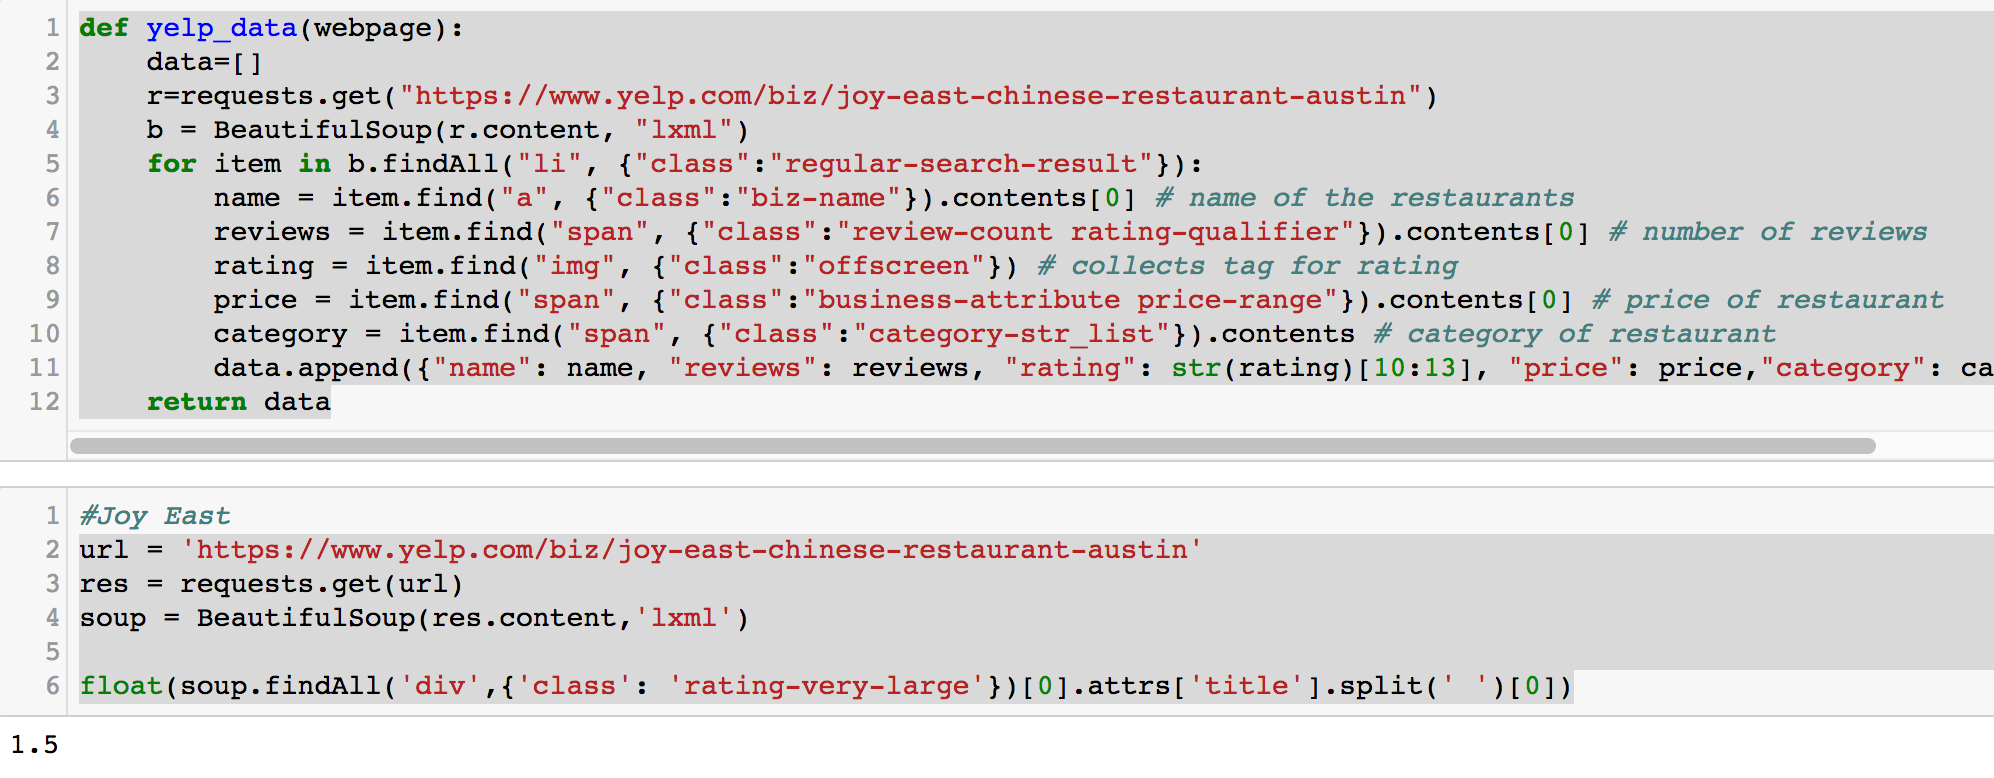 1 def yelp_data(webpage):
2     data=[]
3     r=requests.get("https://www.yelp.com/biz/joy-east-chinese-restaurant-austin")
4     b = BeautifulSoup(r.content, "lxml")
5     for item in b.findAll("li", {"class":"regular-search-result"}):
6         name = item.find("a", {"class":"biz-name"}).contents[0] # name of the restaurants
7         reviews = item.find("span", {"class":"review-count rating-qualifier"}).contents[0] # number of reviews
8         rating = item.find("img", {"class":"offscreen"}) # collects tag for rating
9         price = item.find("span", {"class":"business-attribute price-range"}).contents[0] # price of restaurant
10         category = item.find("span", {"class":"category-str_list"}).contents # category of restaurant
11         data.append({"name": name, "reviews": reviews, "rating": str(rating)[10:13], "price": price,"category": ca
12     return data
1 #Joy East
2 url = 'https://www.yelp.com/biz/joy-east-chinese-restaurant-austin'
3 res = requests.get(url)
4 soup = BeautifulSoup(res.content,'lxml')
5
6 float(soup.findAll('div',{'class': 'rating-very-large'})[0].attrs['title'].split(' ')[0])
1.5